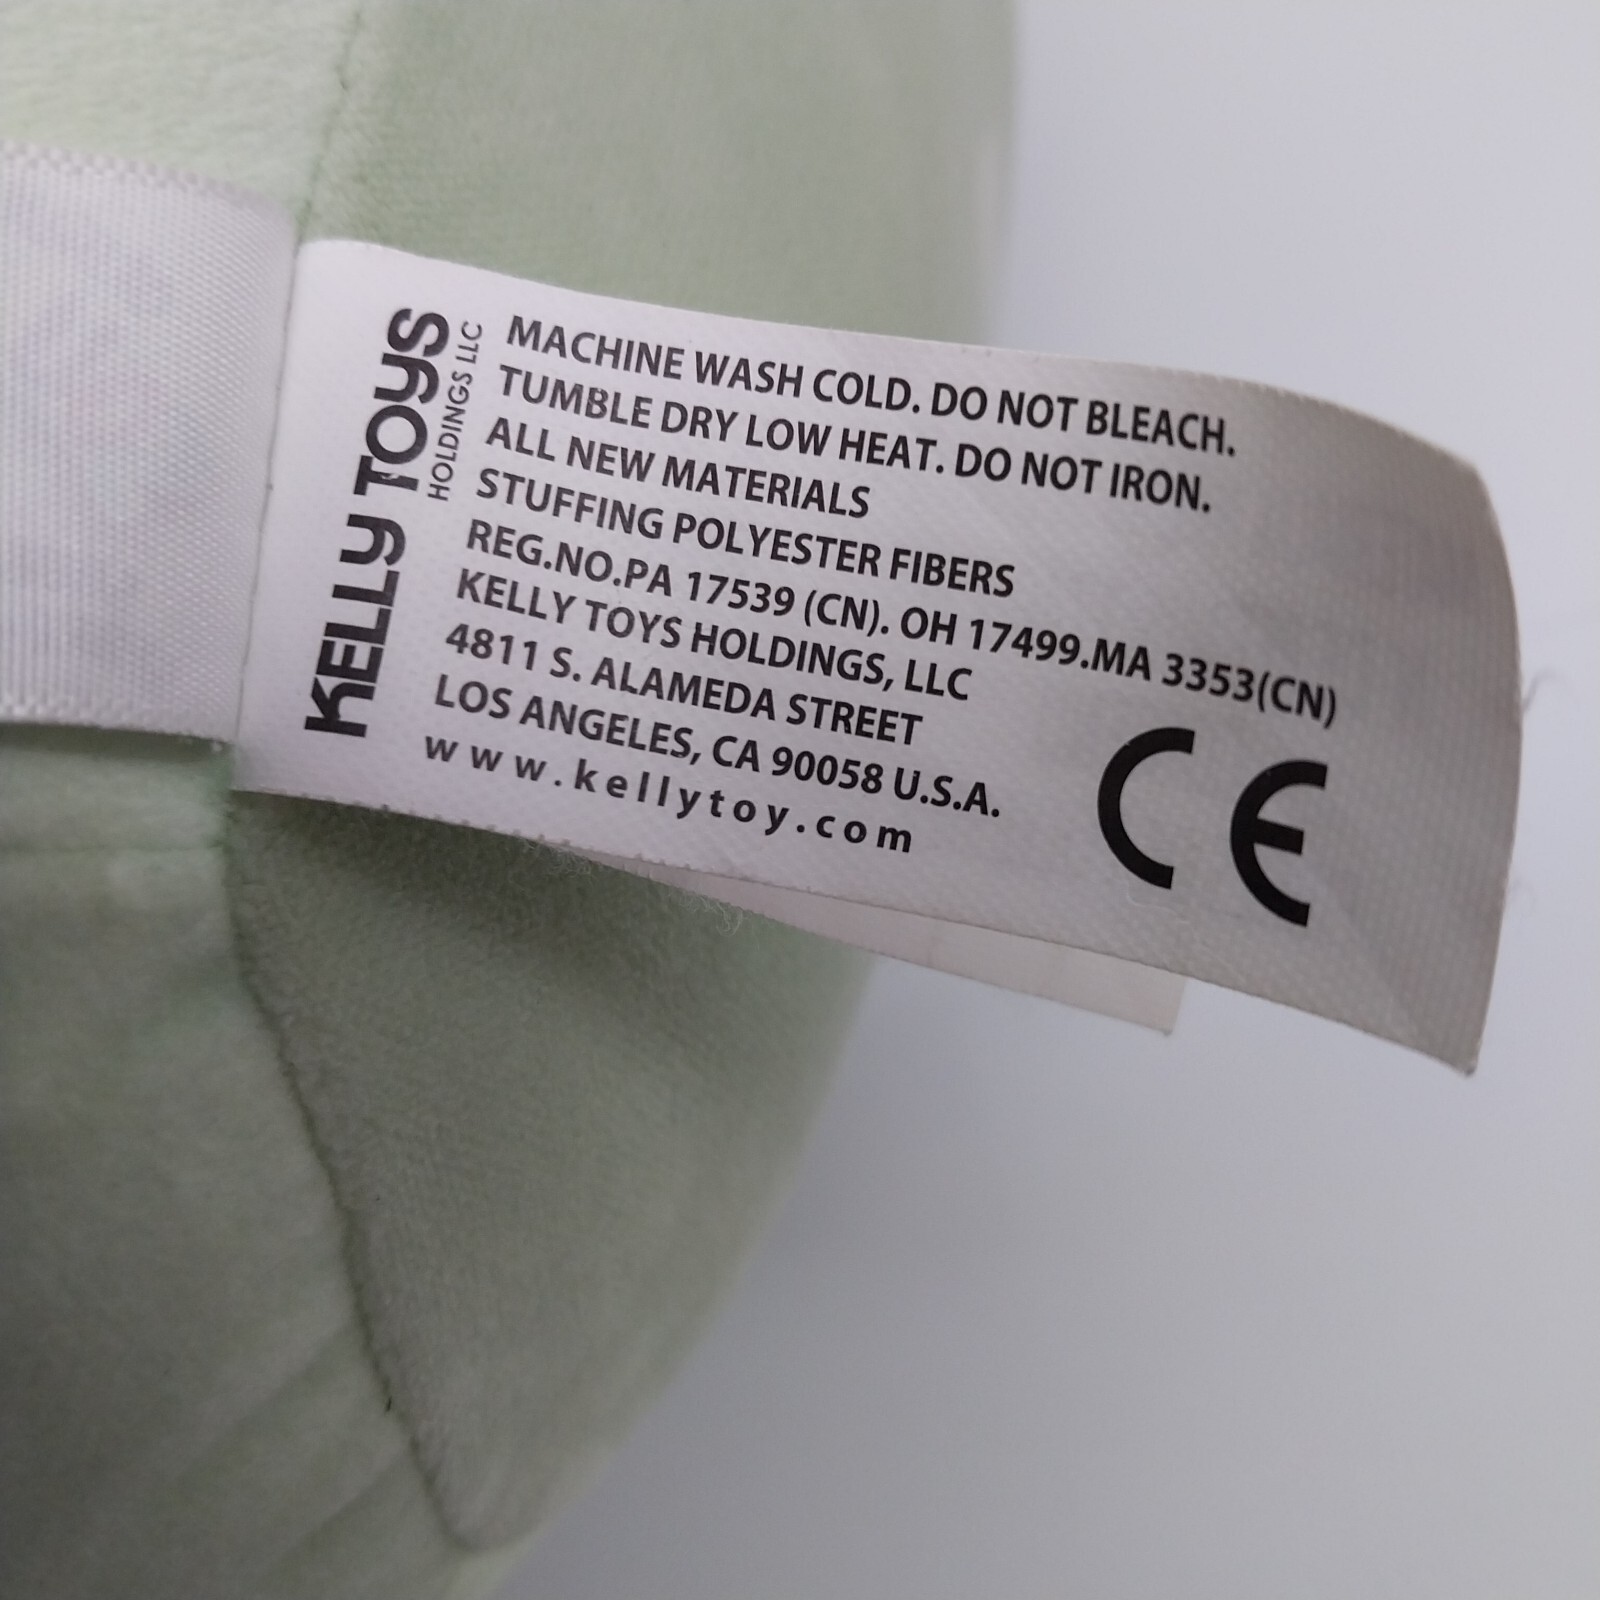 KELLY TOYS
HOLDINGS LLC
MACHINE WASH COLD. DO NOT BLEACH.
TUMBLE DRY LOW HEAT. DO NOT IRON.
ALL NEW MATERIALS
STUFFING POLYESTER FIBERS
REG.NO.PA 17539 (CN). OH 17499.MA 3353(CN)
KELLY TOYS HOLDINGS, LLC
4811 S. ALAMEDA STREET
LOS ANGELES, CA 90058 U.S.A.
www.kellytoy.com
CE